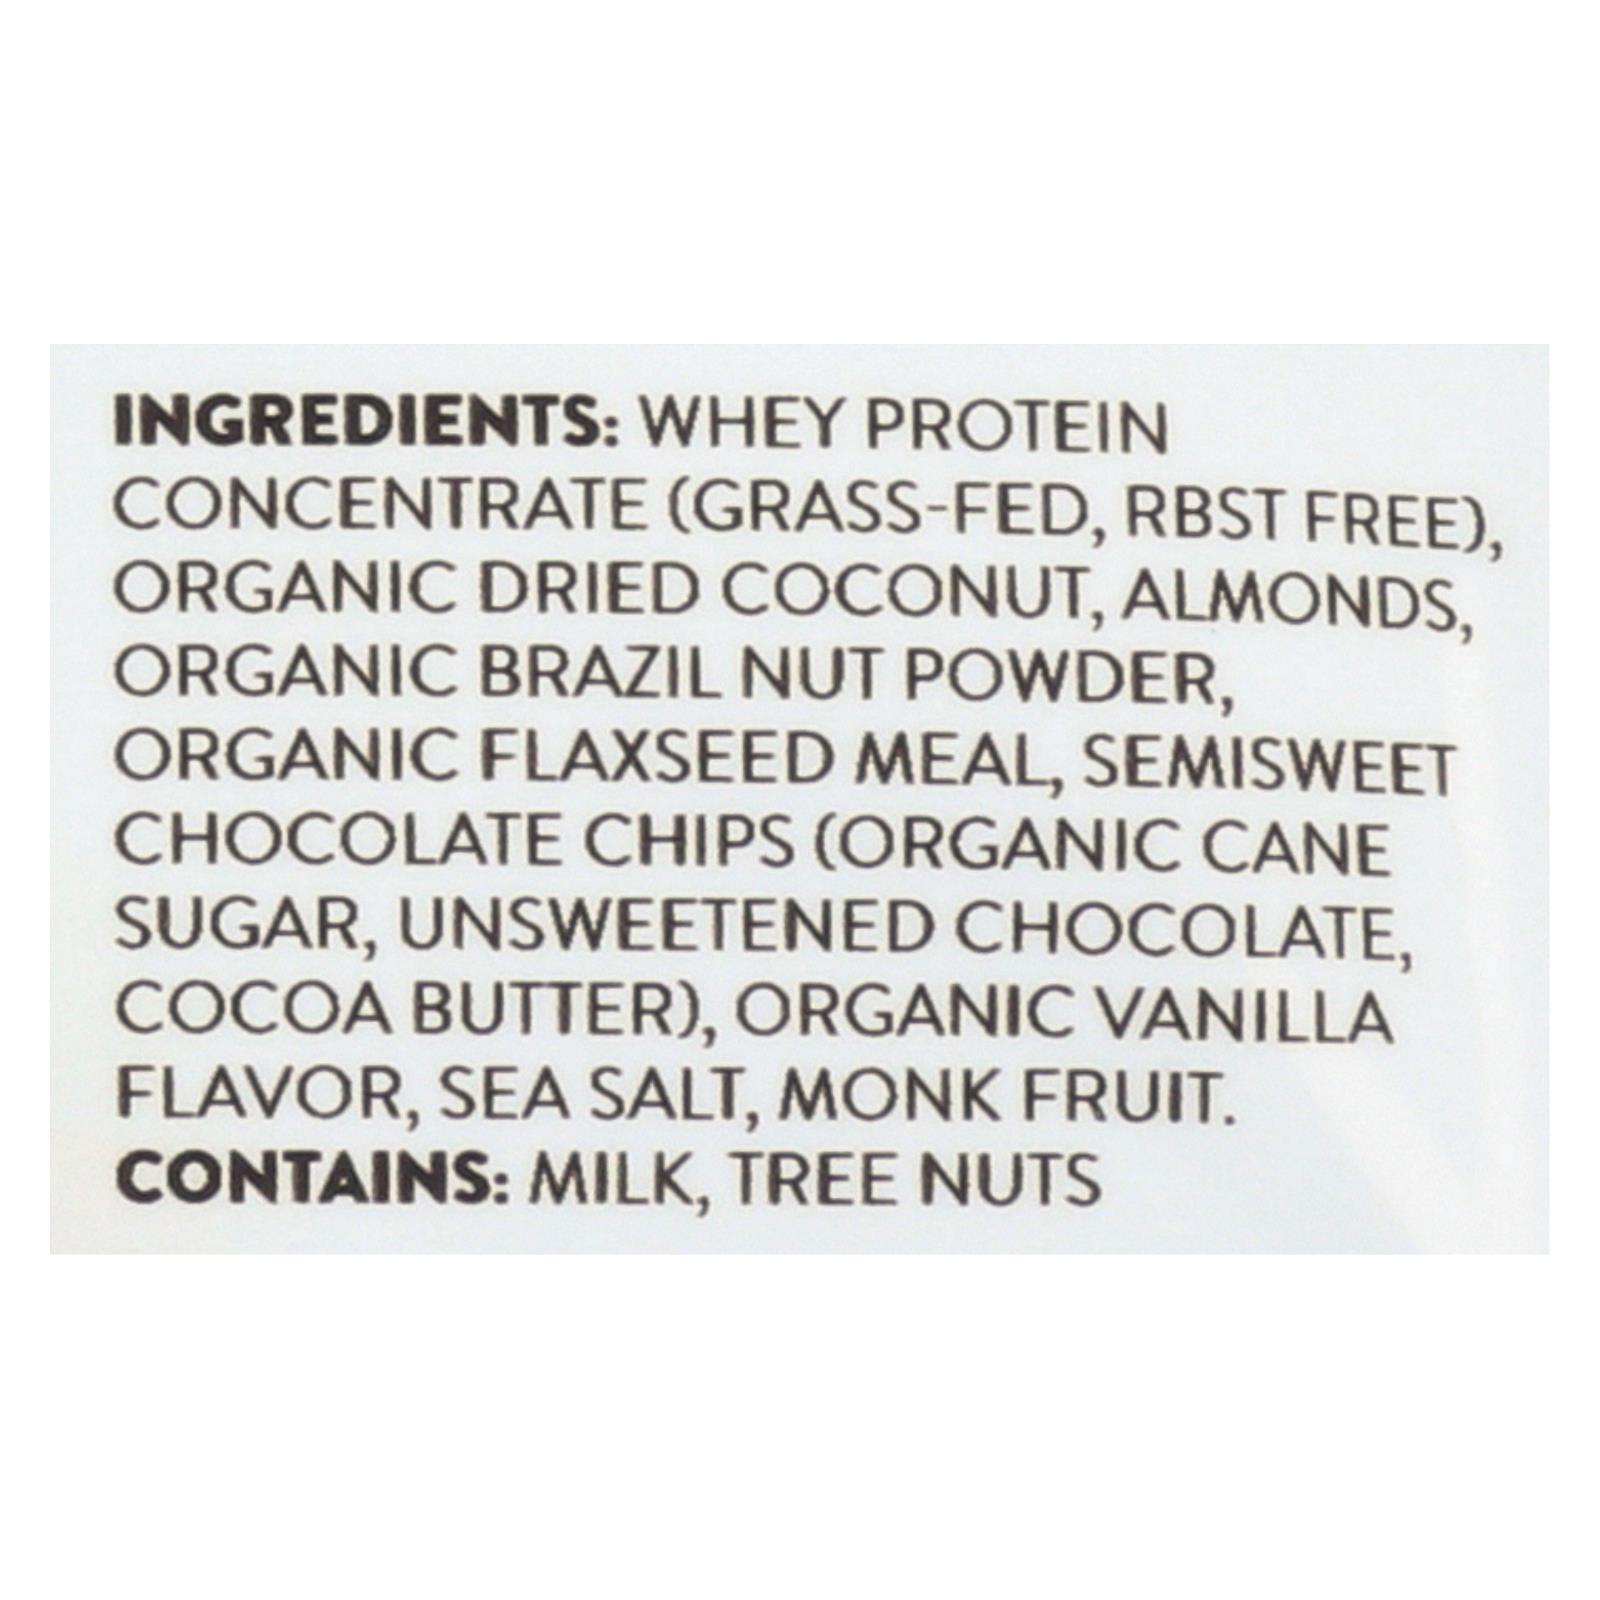 INGREDIENTS: WHEY PROTEIN
CONCENTRATE (GRASS-FED, RBST FREE),
ORGANIC DRIED COCONUT, ALMONDS,
ORGANIC BRAZIL NUT POWDER,
ORGANIC FLAXSEED MEAL, SEMISWEET
CHOCOLATE CHIPS (ORGANIC CANE
SUGAR, UNSWEETENED CHOCOLATE,
COCOA BUTTER), ORGANIC VANILLA
FLAVOR, SEA SALT, MONK FRUIT.
CONTAINS: MILK, TREE NUTS